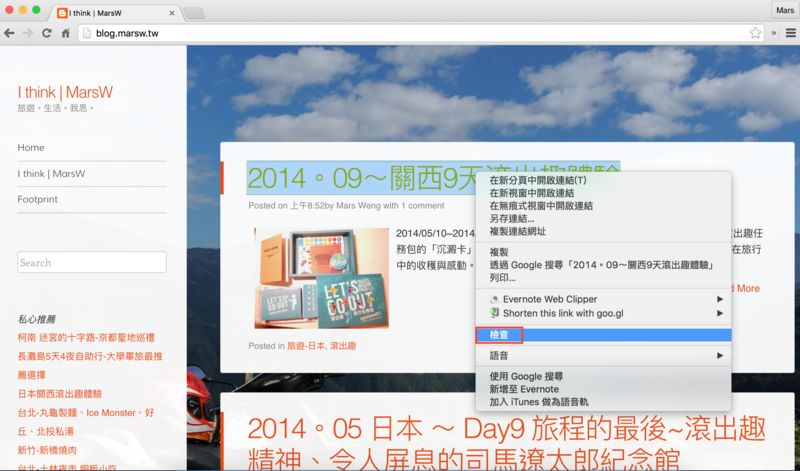 I think | MarsW
Mars
blog.marsw.tw
I think | MarsW
旅遊。生活。我思。
Home
I think | MarsW
Footprint
Search
私心推薦
柯南 迷宮的十字路-京都聖地巡禮
長灘島5天4夜自助行-大學畢旅最推
薦選擇
日本關西滾出趣體驗
台北-丸龜製麵、Ice Monster、好
丘、北投私湯
新竹-新橋燒肉
台北-士林夜市 銅板小吃
2014。09～關西9天滾出趣體驗
Posted on 上午8:52by Mars Weng with 1 comment
2014/05/10~2014
出趣任
務包的「沉澱卡」
在旅行
中的收穫與感動。
LET'S GO OUT
Posted in 旅遊-日本, 滾出趣
在新分頁中開啟連結(T)
在新視窗中開啟連結
在無痕式視窗中開啟連結
另存連結...
複製連結網址
複製
透過 Google 搜尋「2014。09～關西9天滾出趣體驗」
列印...
Evernote Web Clipper
Shorten this link with goo.gl
檢查
語音
使用 Google 搜尋
新增至 Evernote
加入 iTunes 做為語音軌
More
2014。05 日本 ～ Day9 旅程的最後~滾出趣
精神、令人屏息的司馬遼太郎紀念館